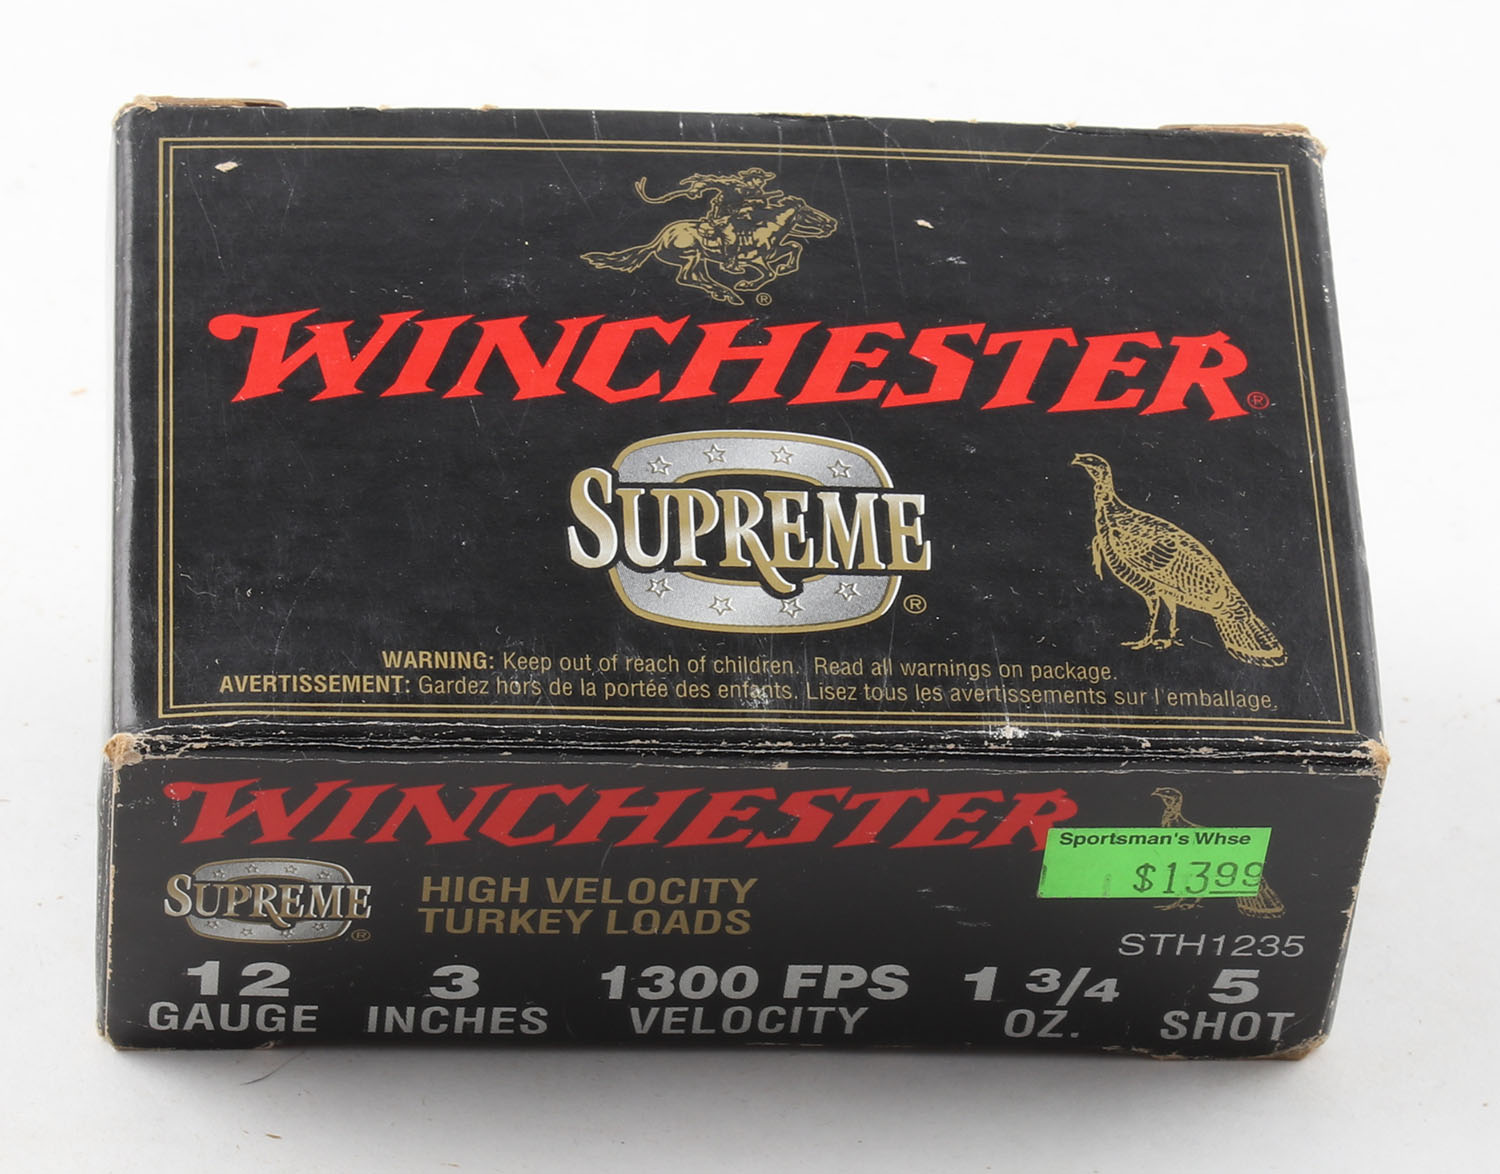 WINCHESTER®
SUPREME®
WARNING: Keep out of reach of children. Read all warnings on package.
AVERTISSEMENT: Gardez hors de la portée des enfants. Lisez tous les avertissements sur l'emballage.
WINCHESTER
Sportsman's Whse
$1399
SUPREME®
HIGH VELOCITY
TURKEY LOADS
STH1235
12 3 1300 FPS 1 3/4 5
GAUGE INCHES VELOCITY OZ. SHOT